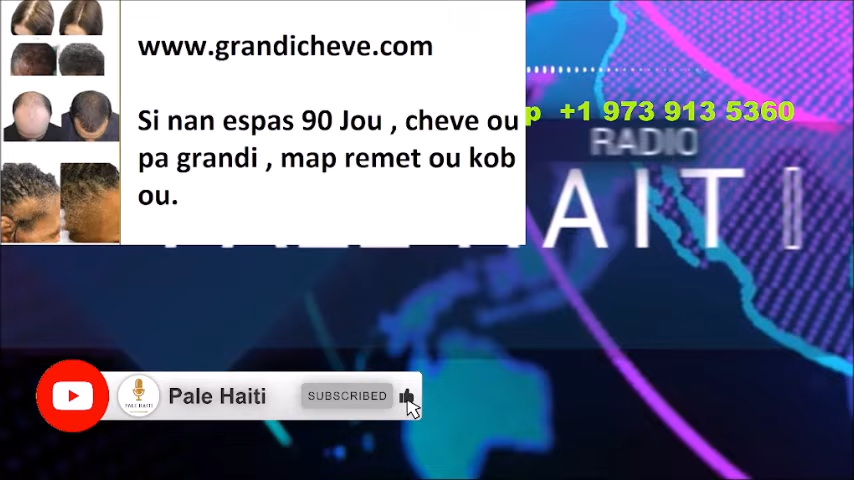 www.grandicheve.com
Si nan espas 90 Jou , cheve ou
pa grandi , map remet ou kob
ou.
p +1 973 913 5360
RADIO
HAITI
Pale Haiti
SUBSCRIBED
PALE HAITI